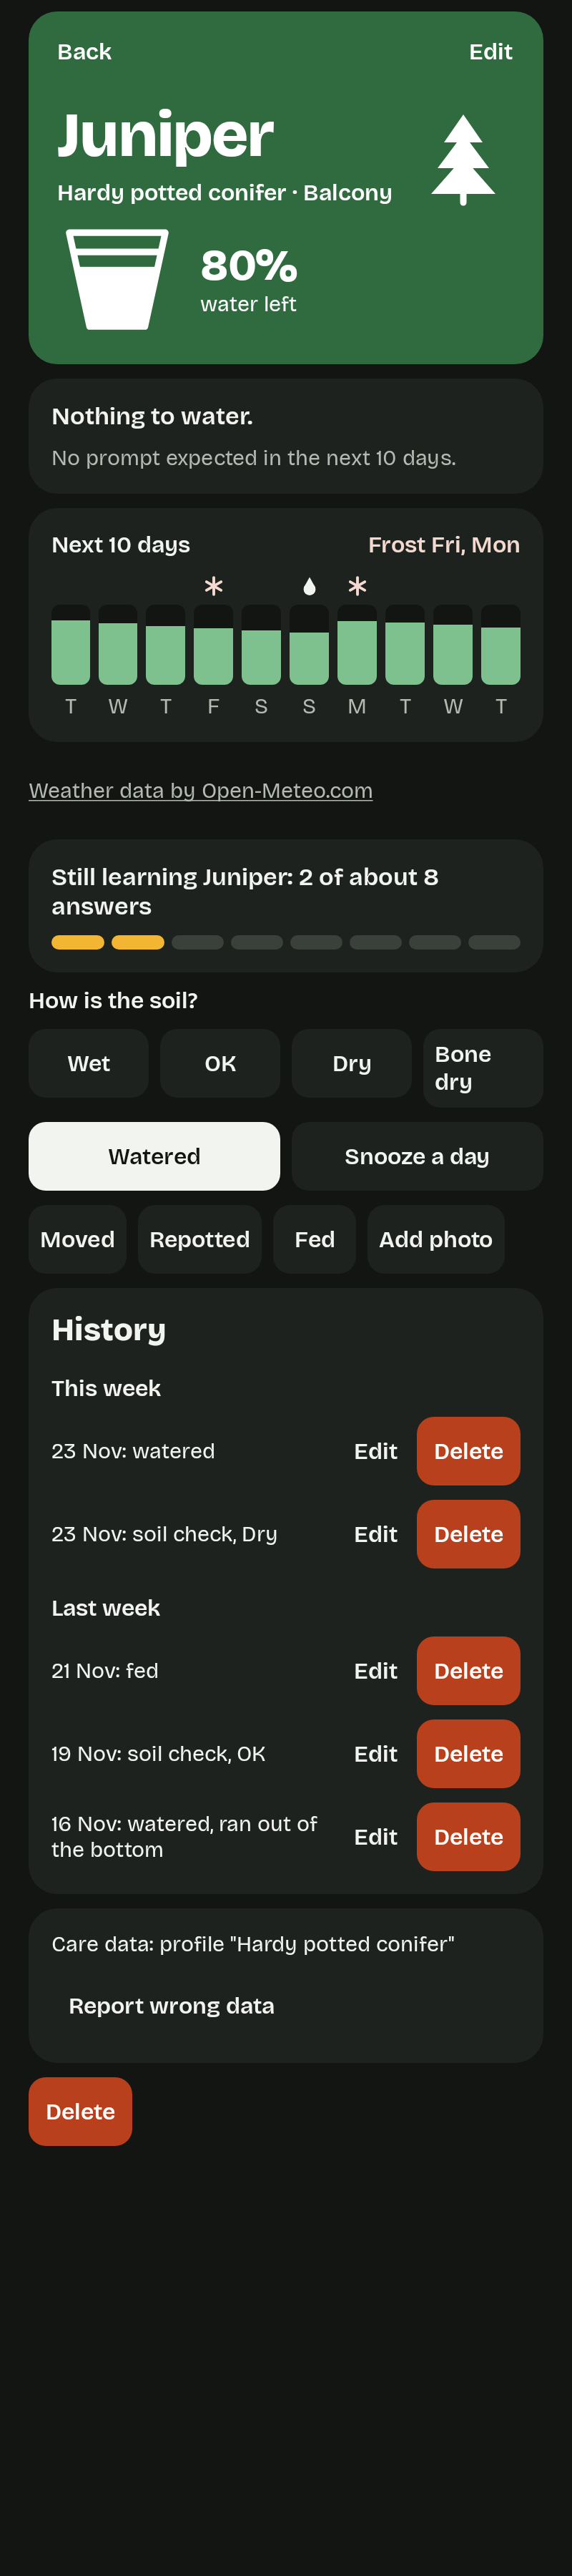 Back
Edit
Juniper
Hardy potted conifer · Balcony
80%
water left
Nothing to water.
No prompt expected in the next 10 days.
Next 10 days
Frost Fri, Mon
T W T F S S M T W T
Weather data by Open-Meteo.com
Still learning Juniper: 2 of about 8
answers
How is the soil?
Wet
OK
Dry
Bone
dry
Watered
Snooze a day
Moved
Repotted
Fed
Add photo
History
This week
23 Nov: watered
Edit
Delete
23 Nov: soil check, Dry
Edit
Delete
Last week
21 Nov: fed
Edit
Delete
19 Nov: soil check, OK
Edit
Delete
16 Nov: watered, ran out of
the bottom
Edit
Delete
Care data: profile "Hardy potted conifer"
Report wrong data
Delete